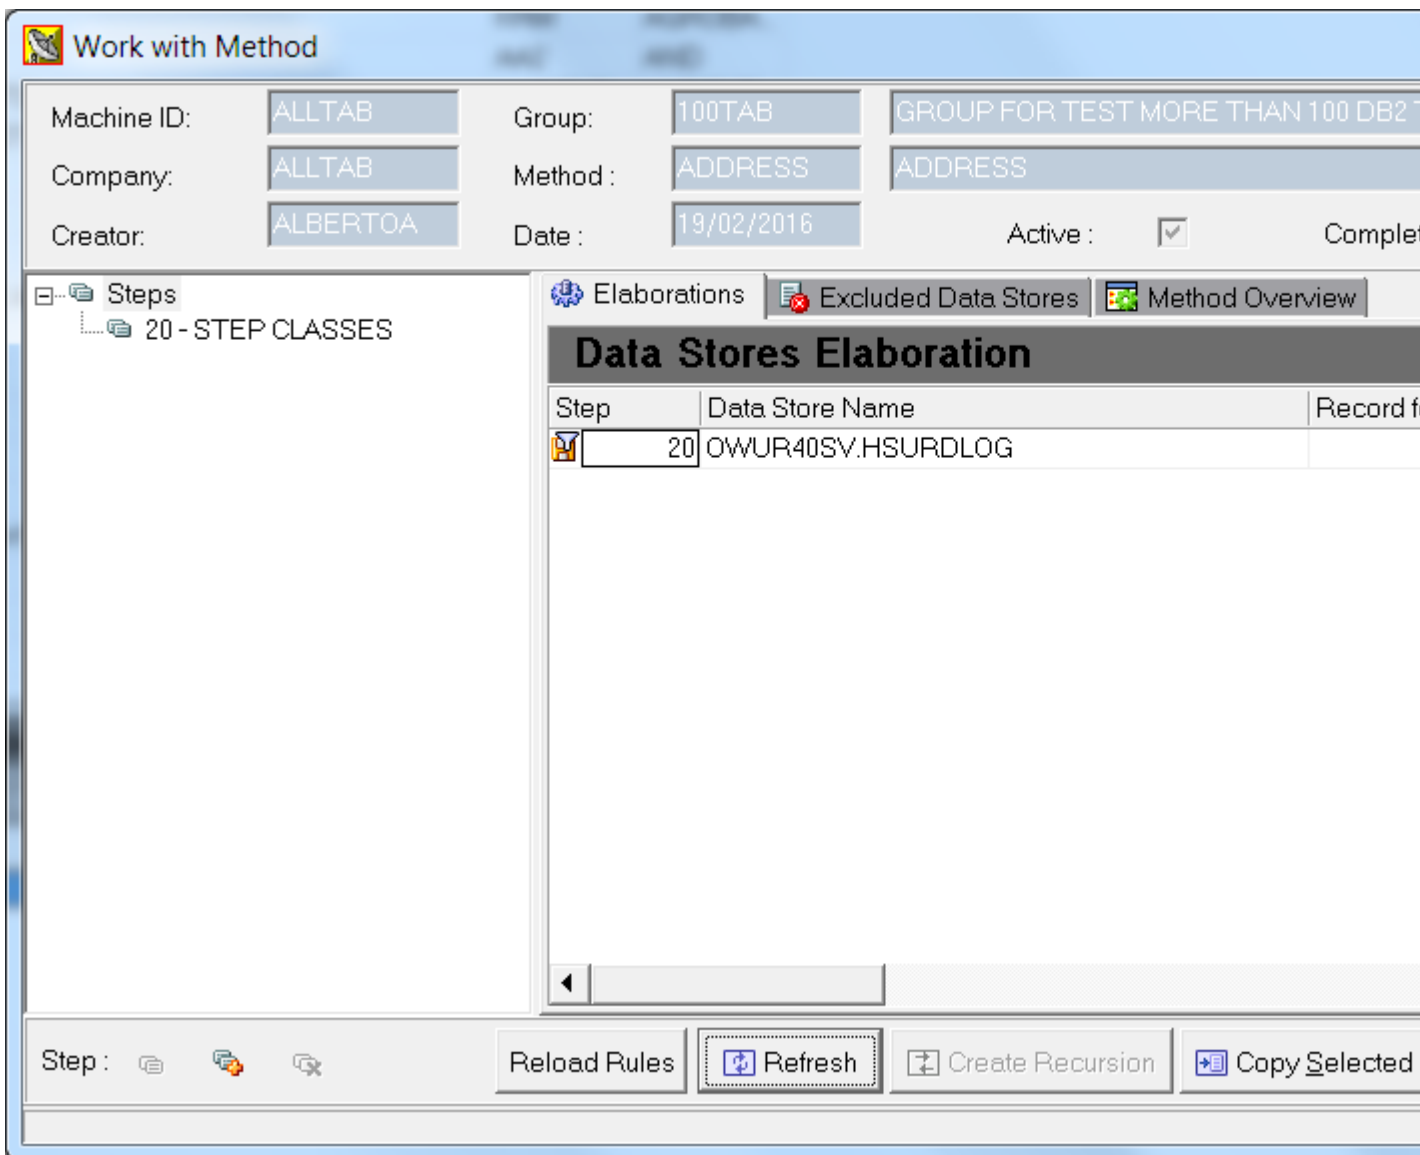 Work with Method
Machine ID: ALLTAB Group: 100TAB GROUP FOR TEST MORE THAN 100 DB2
Company: ALLTAB Method : ADDRESS ADDRESS
Creator: ALBERTOA Date : 19/02/2016 Active : Complet
Steps
20 - STEP CLASSES
Elaborations Excluded Data Stores Method Overview
Data Stores Elaboration
Step Data Store Name Record f
20 OWUR40SV.HSURDLOG
Step : Reload Rules Refresh Create Recursion Copy Selected